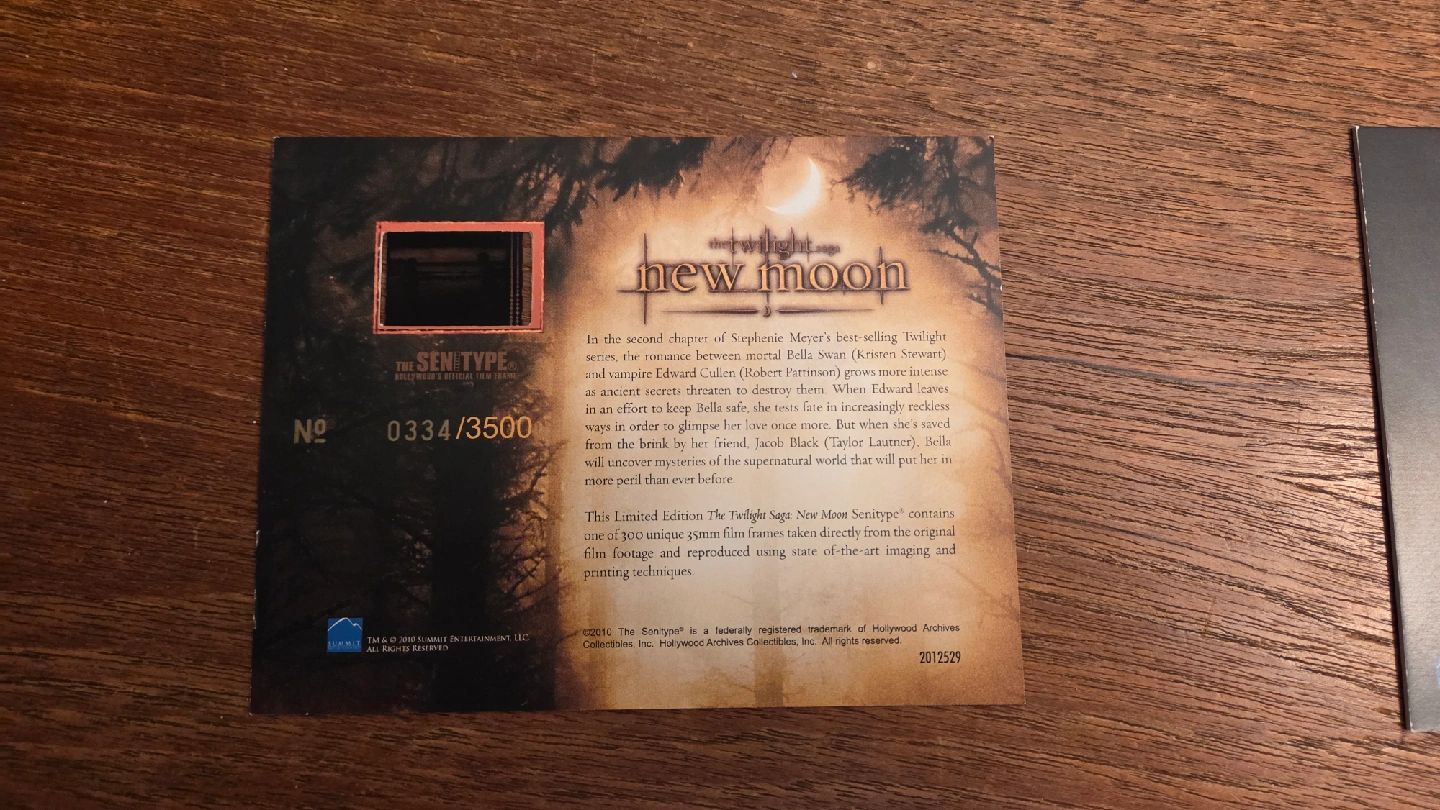 the twilight saga
new moon
In the second chapter of Stephenie Meyer's best-selling Twilight
series, the romance between mortal Bella Swan (Kristen Stewart)
and vampire Edward Cullen (Robert Pattinson) grows more intense
as ancient secrets threaten to destroy them. When Edward leaves
in an effort to keep Bella safe, she tests fate in increasingly reckless
ways in order to glimpse her love once more. But when she's saved
from the brink by her friend, Jacob Black (Taylor Lautner), Bella
will uncover mysteries of the supernatural world that will put her in
more peril than ever before.
This Limited Edition The Twilight Saga: New Moon Senitype® contains
one of 300 unique 35mm film frames taken directly from the original
film footage and reproduced using state of-the-art imaging and
printing techniques.
©2010 The Senitype® is a federally registered trademark of Hollywood Archives
Collectibles, Inc. Hollywood Archives Collectibles, Inc. All rights reserved.
2012529
THE SENITYPE®
HOLLYWOOD'S OFFICIAL FILM FRAME
Nº 0334/3500
SUMMIT
TM & © 2010 SUMMIT ENTERTAINMENT, LLC.
ALL RIGHTS RESERVED